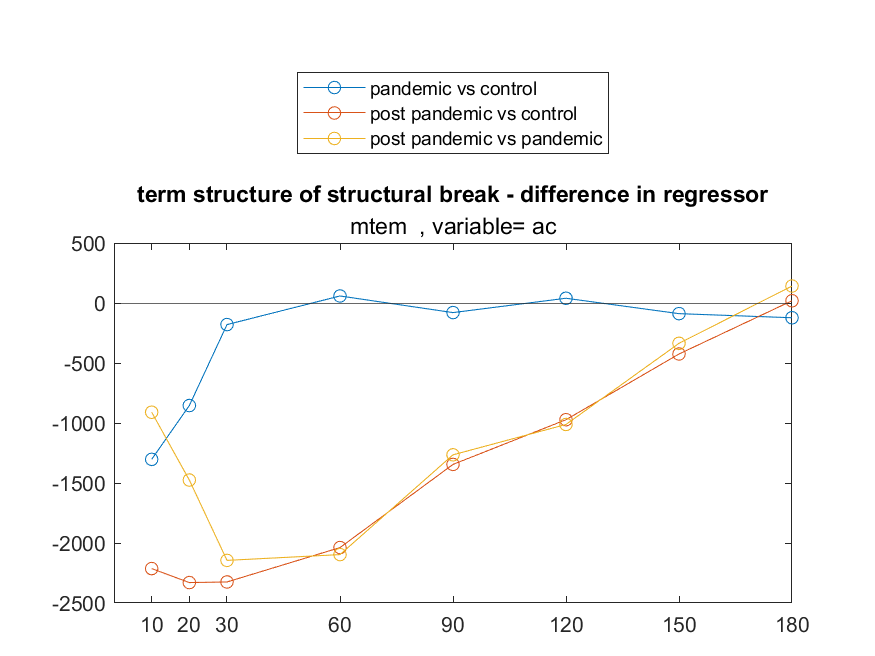 pandemic vs control
post pandemic vs control
post pandemic vs pandemic
term structure of structural break - difference in regressor
mtem , variable= ac
500
0
-500
-1000
-1500
-2000
-2500
10 20 30 60 90 120 150 180